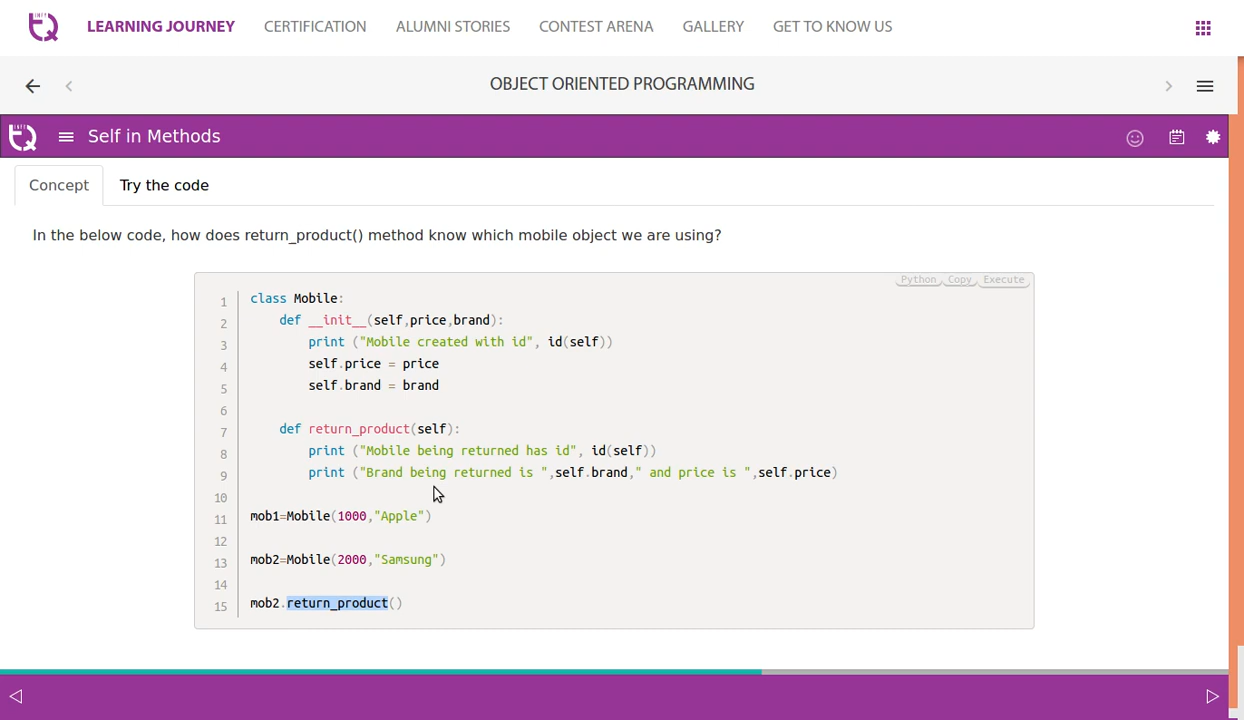 LEARNING JOURNEY CERTIFICATION ALUMNI STORIES CONTEST ARENA GALLERY GET TO KNOW US
OBJECT ORIENTED PROGRAMMING
Self in Methods
Concept Try the code
In the below code, how does return_product() method know which mobile object we are using?
Python Copy Execute
1 class Mobile:
2     def __init__(self,price,brand):
3         print ("Mobile created with id", id(self))
4         self.price = price
5         self.brand = brand
6
7     def return_product(self):
8         print ("Mobile being returned has id", id(self))
9         print ("Brand being returned is ",self.brand," and price is ",self.price)
10
11 mob1=Mobile(1000,"Apple")
12
13 mob2=Mobile(2000,"Samsung")
14
15 mob2.return_product()